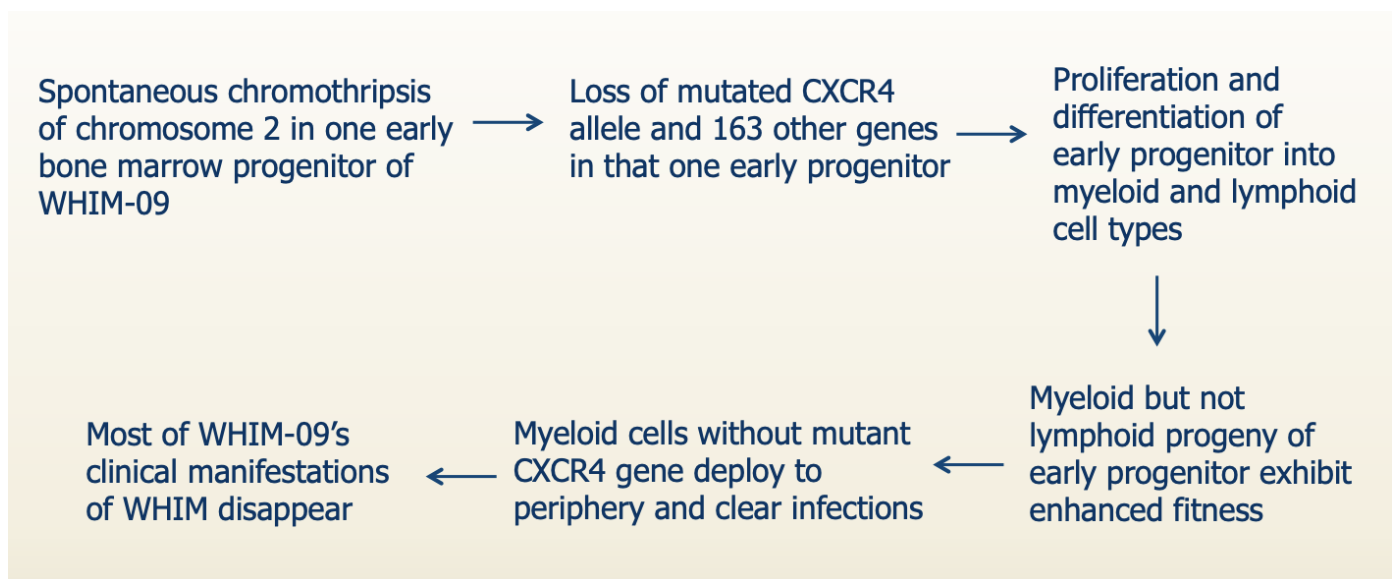 Spontaneous chromothripsis
of chromosome 2 in one early
bone marrow progenitor of
WHIM-09
Loss of mutated CXCR4
allele and 163 other genes
in that one early progenitor
Proliferation and
differentiation of
early progenitor into
myeloid and lymphoid
cell types
Myeloid but not
lymphoid progeny of
early progenitor exhibit
enhanced fitness
Myeloid cells without mutant
CXCR4 gene deploy to
periphery and clear infections
Most of WHIM-09’s
clinical manifestations
of WHIM disappear